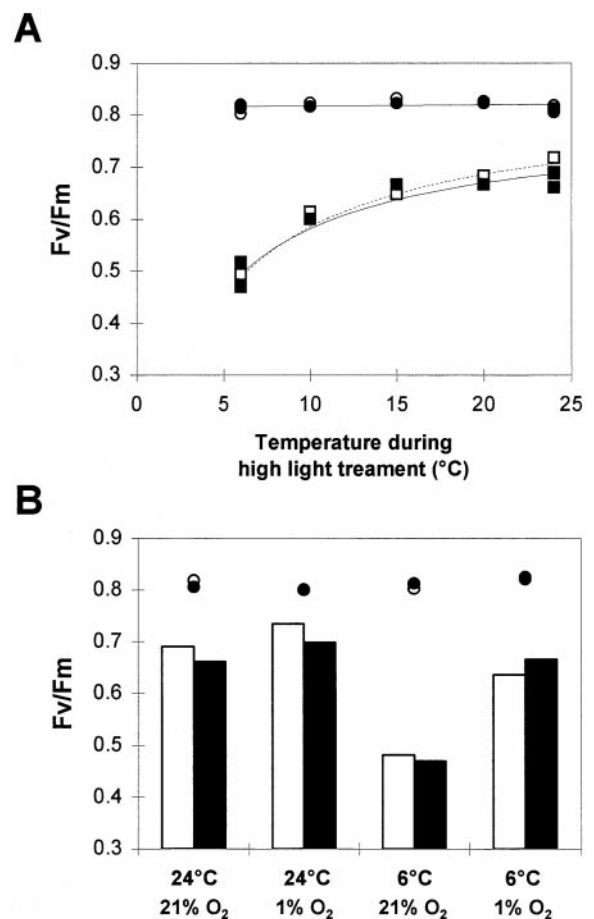 A
0.9
0.8
0.7
0.6
0.5
0.4
0.3
Fv/Fm
0 5 10 15 20 25
Temperature during
high light treament (°C)
B
0.9
0.8
0.7
0.6
0.5
0.4
0.3
Fv/Fm
24°C 24°C 6°C 6°C
21% O₂ 1% O₂ 21% O₂ 1% O₂